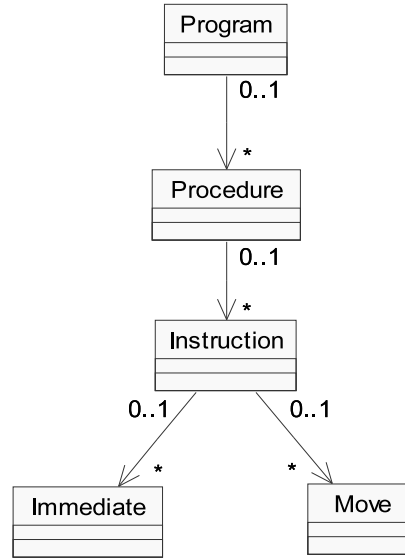 Program
0..1
*
Procedure
0..1
*
Instruction
0..1 0..1
* *
Immediate Move